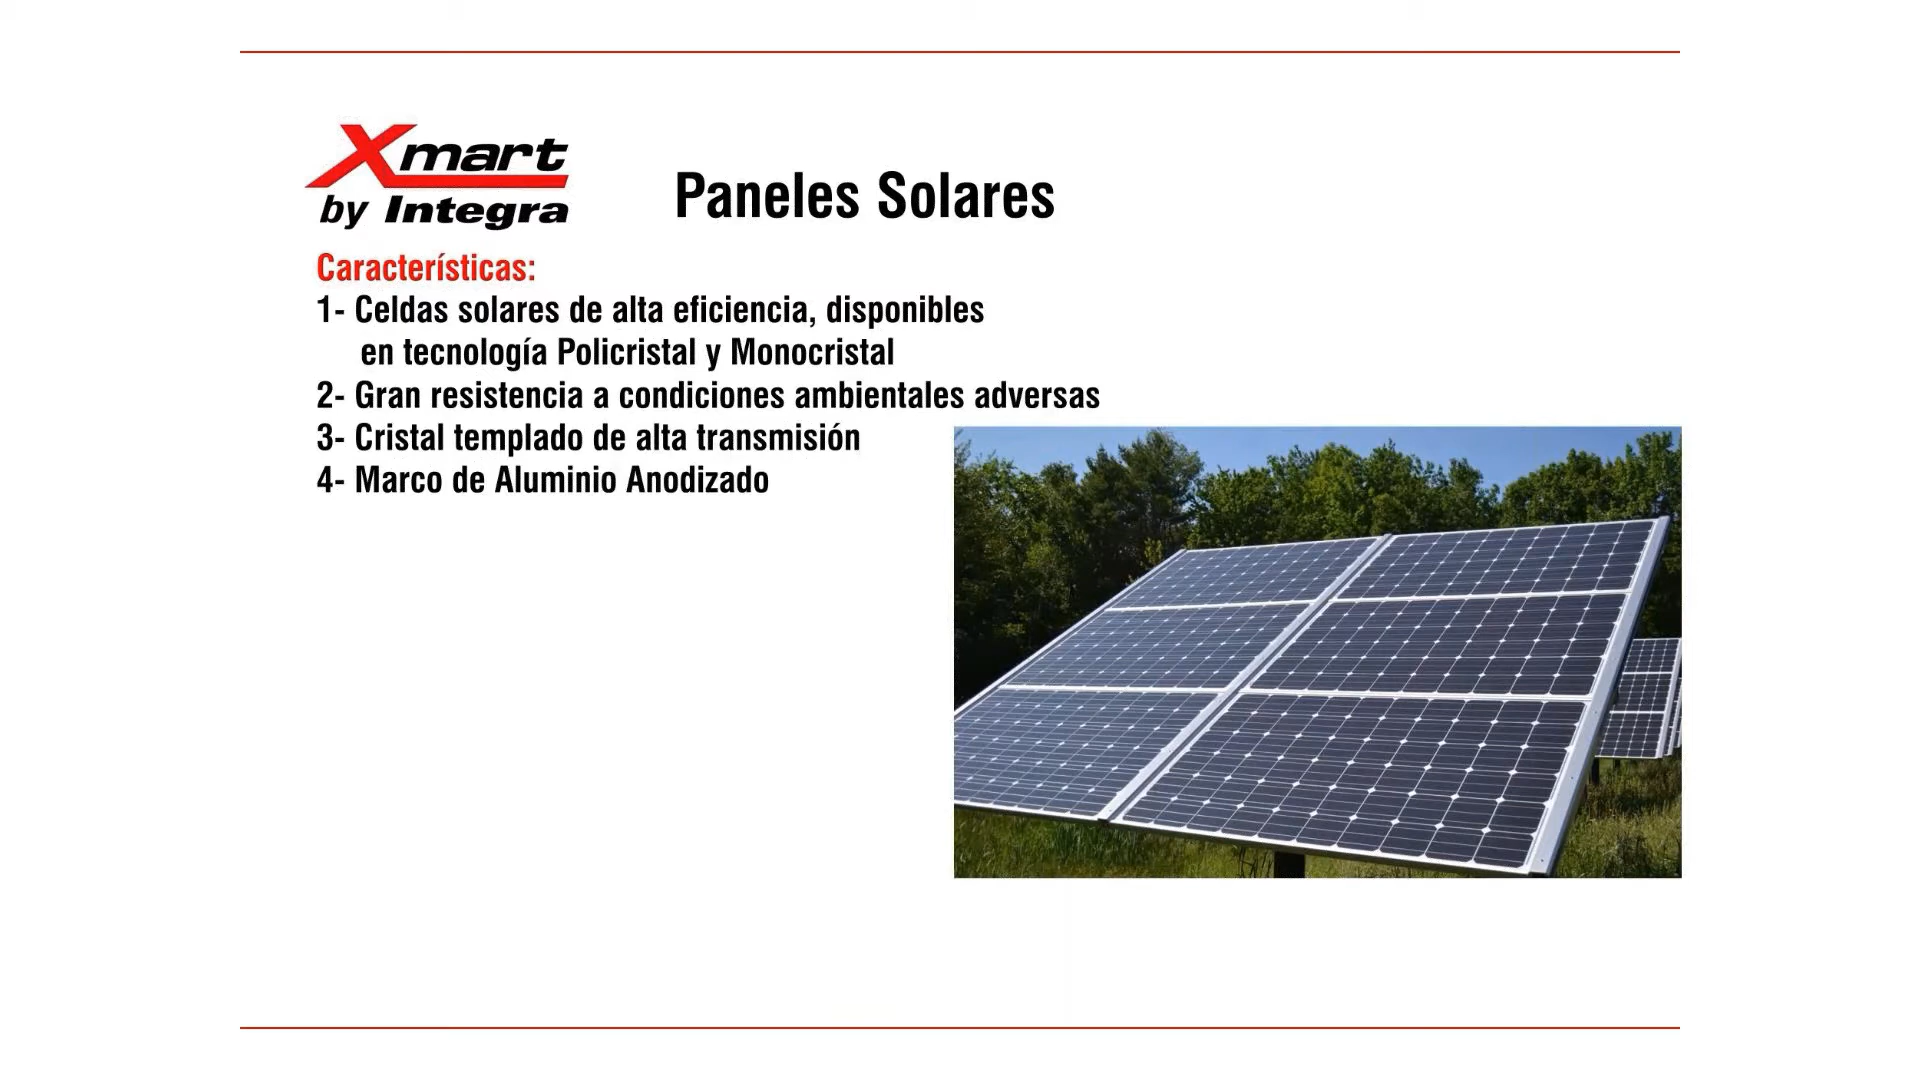 Xmart
by Integra
Paneles Solares
Características:
1- Celdas solares de alta eficiencia, disponibles
en tecnología Policristal y Monocristal
2- Gran resistencia a condiciones ambientales adversas
3- Cristal templado de alta transmisión
4- Marco de Aluminio Anodizado